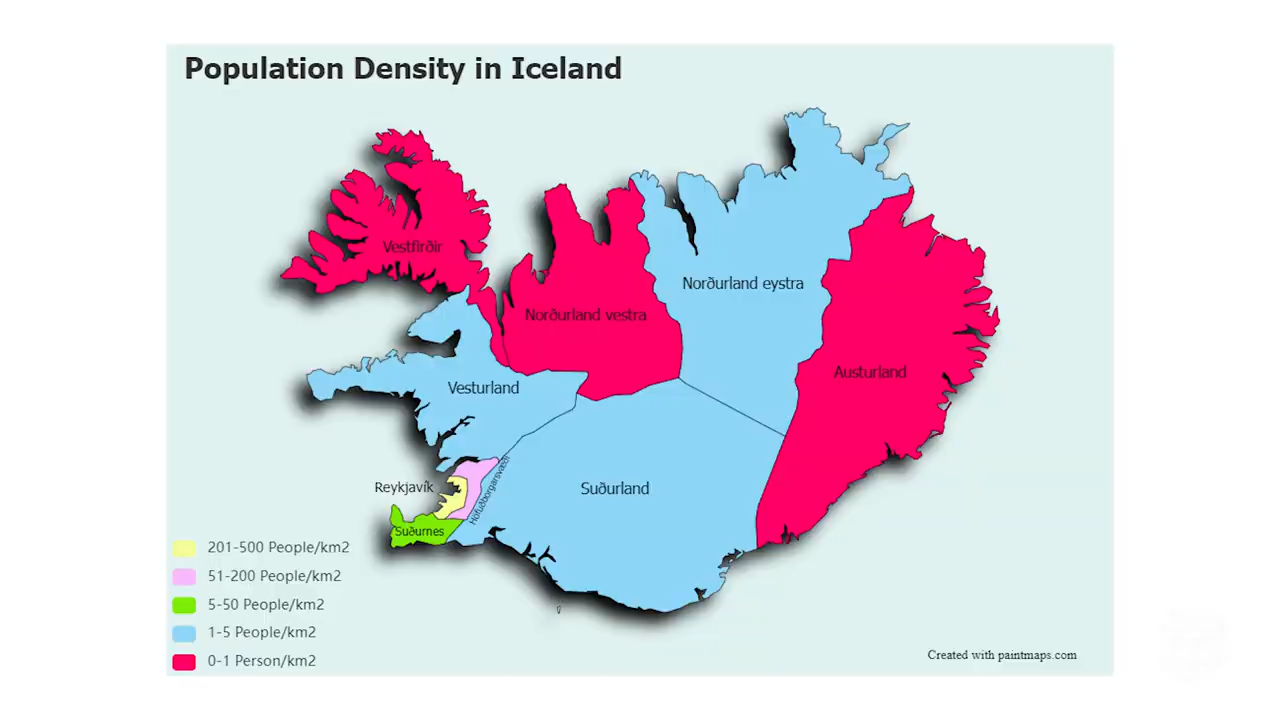 Population Density in Iceland
Vestfirðir
Norðurland vestra
Norðurland eystra
Austurland
Vesturland
Suðurland
Reykjavík
Höfuðborgarsvæði
Suðurnes
201-500 People/km2
51-200 People/km2
5-50 People/km2
1-5 People/km2
0-1 Person/km2
Created with paintmaps.com